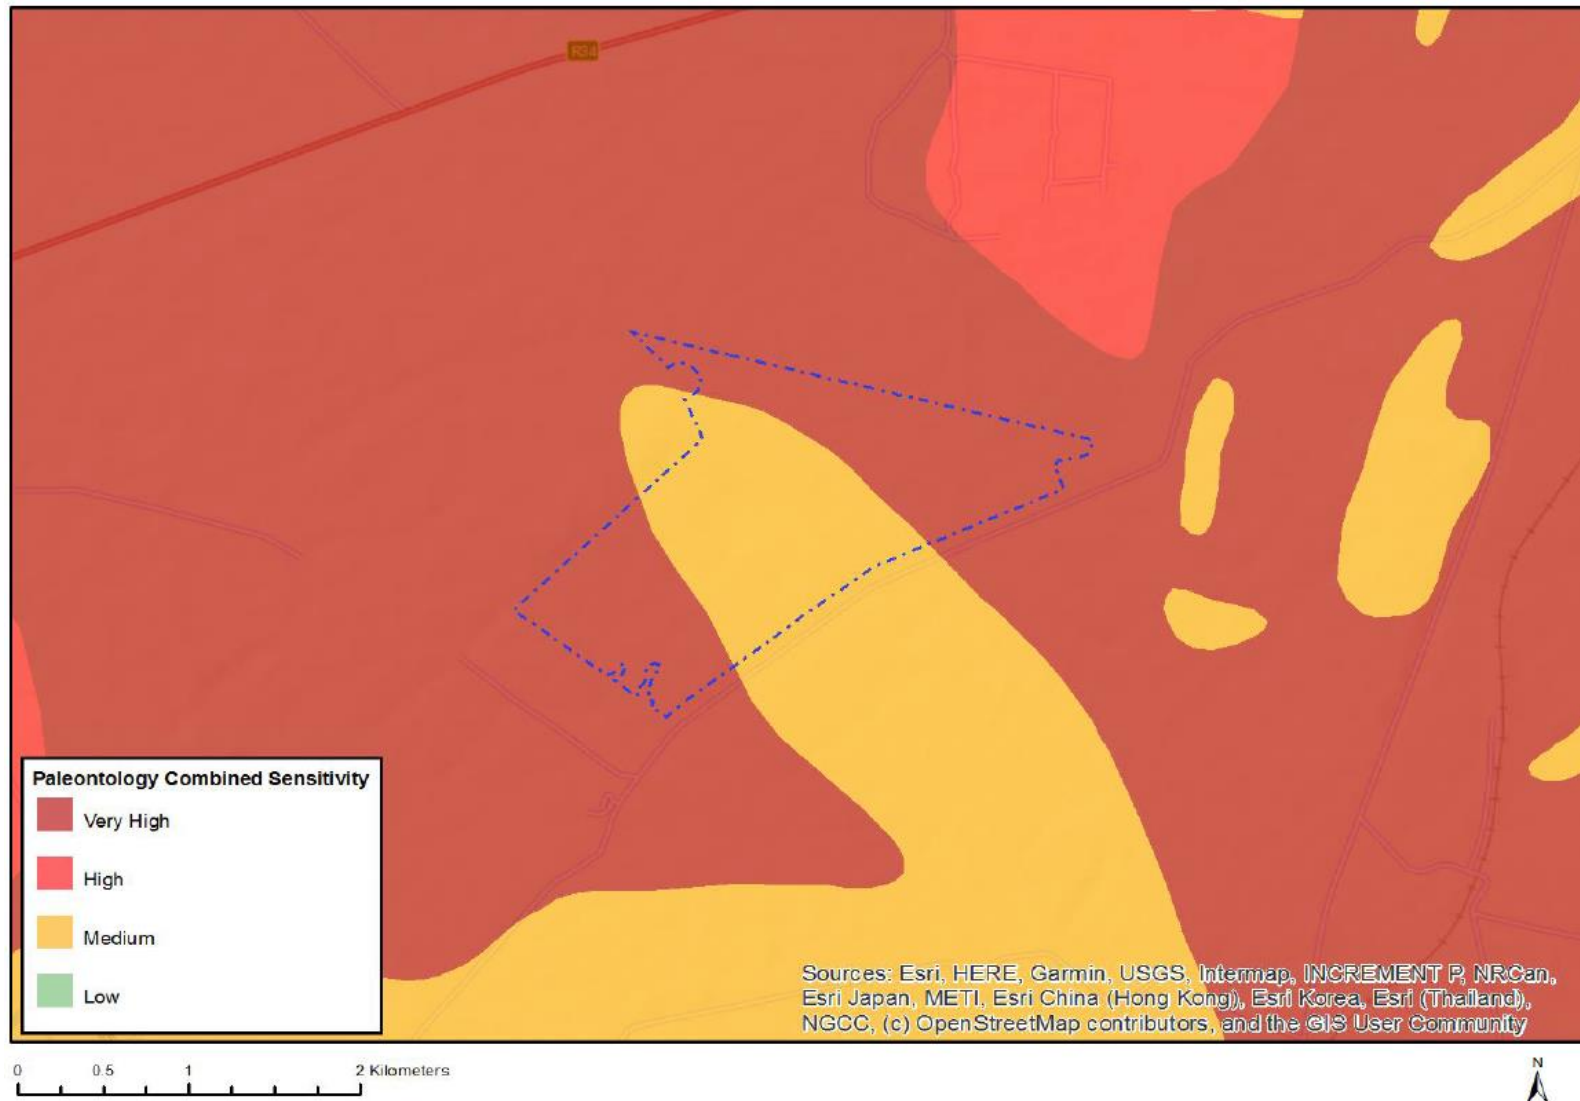 R34
Paleontology Combined Sensitivity
Very High
High
Medium
Low
Sources: Esri, HERE, Garmin, USGS, Intermap, INCREMENT P, NRCan,
Esri Japan, METI, Esri China (Hong Kong), Esri Korea, Esri (Thailand),
NGCC, (c) OpenStreetMap contributors, and the GIS User Community
0 0.5 1 2 Kilometers
N